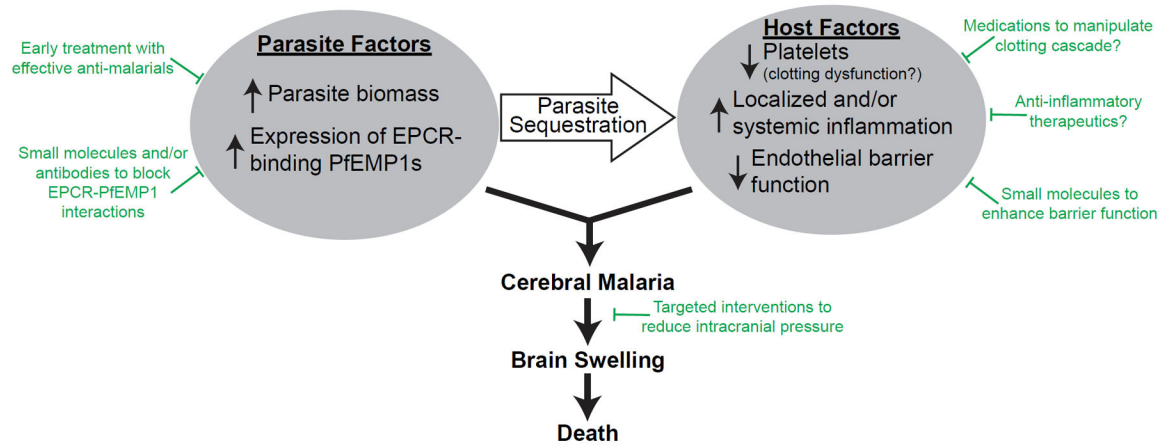 Early treatment with
effective anti-malarials
Small molecules and/or
antibodies to block
EPCR-PfEMP1
interactions
Parasite Factors
Parasite biomass
Expression of EPCR-
binding PfEMP1s
Parasite
Sequestration
Host Factors
Platelets
(clotting dysfunction?)
Localized and/or
systemic inflammation
Endothelial barrier
function
Medications to manipulate
clotting cascade?
Anti-inflammatory
therapeutics?
Small molecules to
enhance barrier function
Cerebral Malaria
Targeted interventions to
reduce intracranial pressure
Brain Swelling
Death